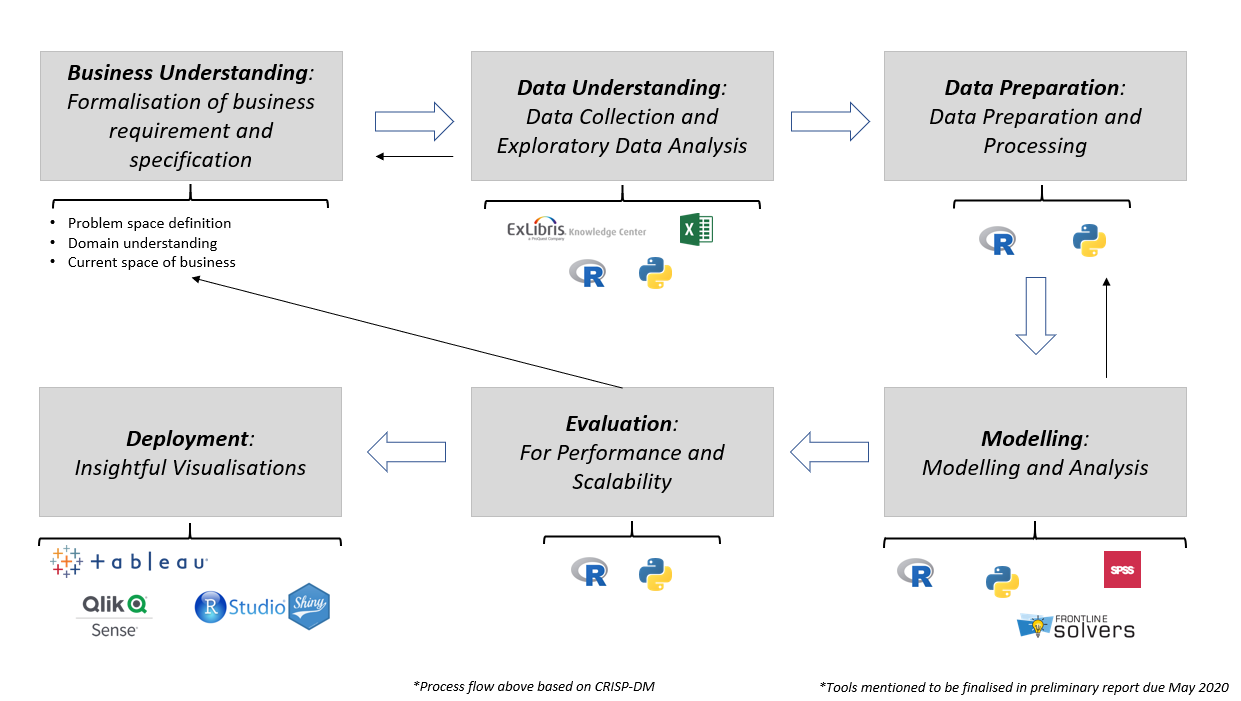 Business Understanding:
Formalisation of business
requirement and
specification
Data Understanding:
Data Collection and
Exploratory Data Analysis
Data Preparation:
Data Preparation and
Processing
• Problem space definition
• Domain understanding
• Current space of business
ExLibris Knowledge Center
a ProQuest Company
X
R
R
Deployment:
Insightful Visualisations
Evaluation:
For Performance and
Scalability
Modelling:
Modelling and Analysis
+ a b l e a u
Qlik Q
Sense
R Studio Shiny
R
R
SPSS
FRONTLINE
solvers
*Process flow above based on CRISP-DM
*Tools mentioned to be finalised in preliminary report due May 2020